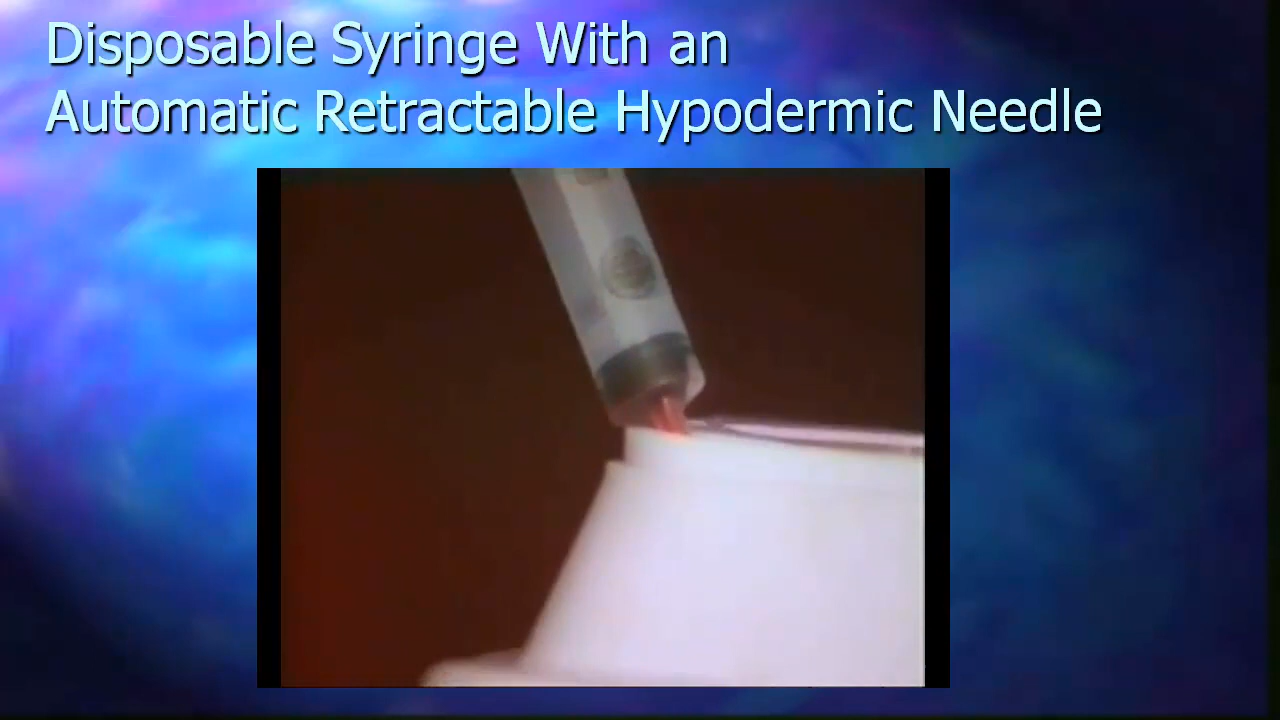 Disposable Syringe With an
Automatic Retractable Hypodermic Needle